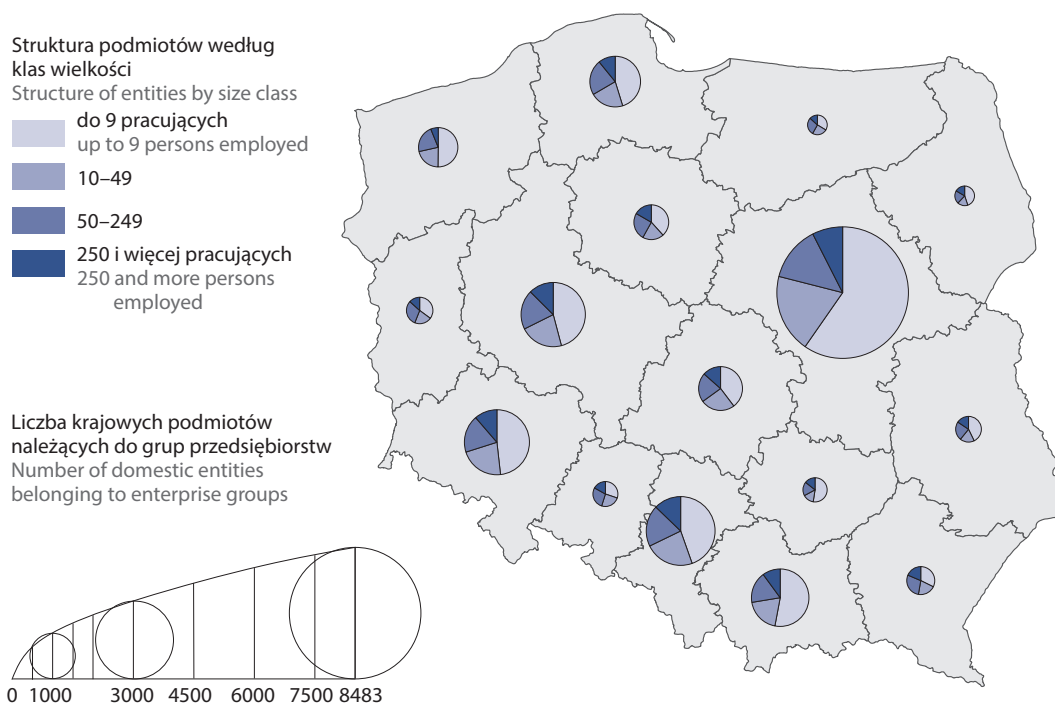 Struktura podmiotów według
klas wielkości
Structure of entities by size class
do 9 pracujących
up to 9 persons employed
10–49
50–249
250 i więcej pracujących
250 and more persons
employed
Liczba krajowych podmiotów
należących do grup przedsiębiorstw
Number of domestic entities
belonging to enterprise groups
0 1000 3000 4500 6000 7500 8483